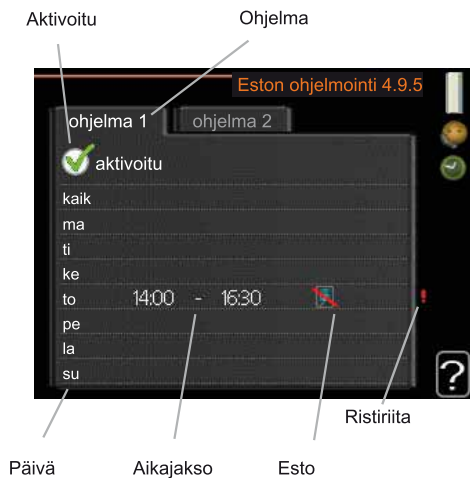 Aktivoitu
Ohjelma
Eston ohjelmointi 4.9.5
ohjelma 1
ohjelma 2
aktivoitu
kaik
ma
ti
ke
to 14:00 - 16:30 !
pe
la
su
?
Ristiriita
Päivä
Aikajakso
Esto